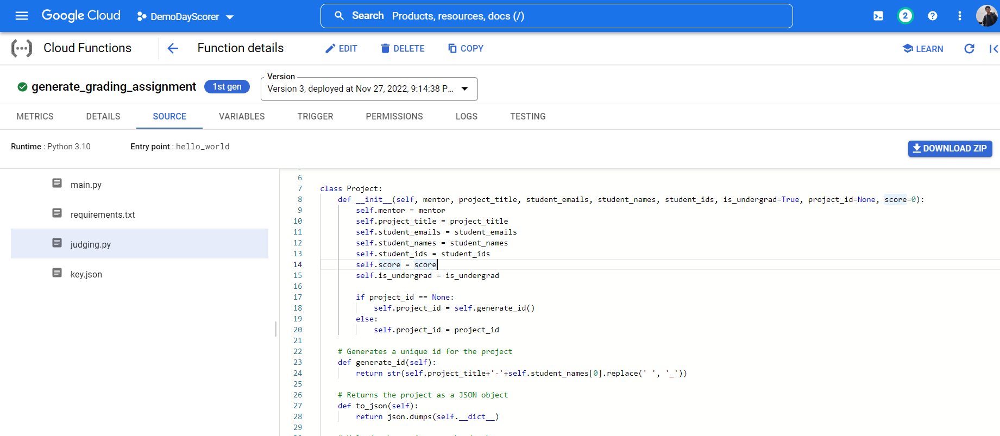 Google Cloud
DemoDayScorer
Search Products, resources, docs (/)
2
Cloud Functions
Function details
EDIT
DELETE
COPY
LEARN
generate_grading_assignment
1st gen
Version
Version 3, deployed at Nov 27, 2022, 9:14:38 P...
METRICS
DETAILS
SOURCE
VARIABLES
TRIGGER
PERMISSIONS
LOGS
TESTING
Runtime : Python 3.10
Entry point : hello_world
DOWNLOAD ZIP
main.py
requirements.txt
judging.py
key.json
6
7 class Project:
8 def __init__(self, mentor, project_title, student_emails, student_names, student_ids, is_undergrad=True, project_id=None, score=0):
9 self.mentor = mentor
10 self.project_title = project_title
11 self.student_emails = student_emails
12 self.student_names = student_names
13 self.student_ids = student_ids
14 self.score = score
15 self.is_undergrad = is_undergrad
16
17 if project_id == None:
18 self.project_id = self.generate_id()
19 else:
20 self.project_id = project_id
21
22 # Generates a unique id for the project
23 def generate_id(self):
24 return str(self.project_title+'-'+self.student_names[0].replace(' ', '_'))
25
26 # Returns the project as a JSON object
27 def to_json(self):
28 return json.dumps(self.__dict__)
29